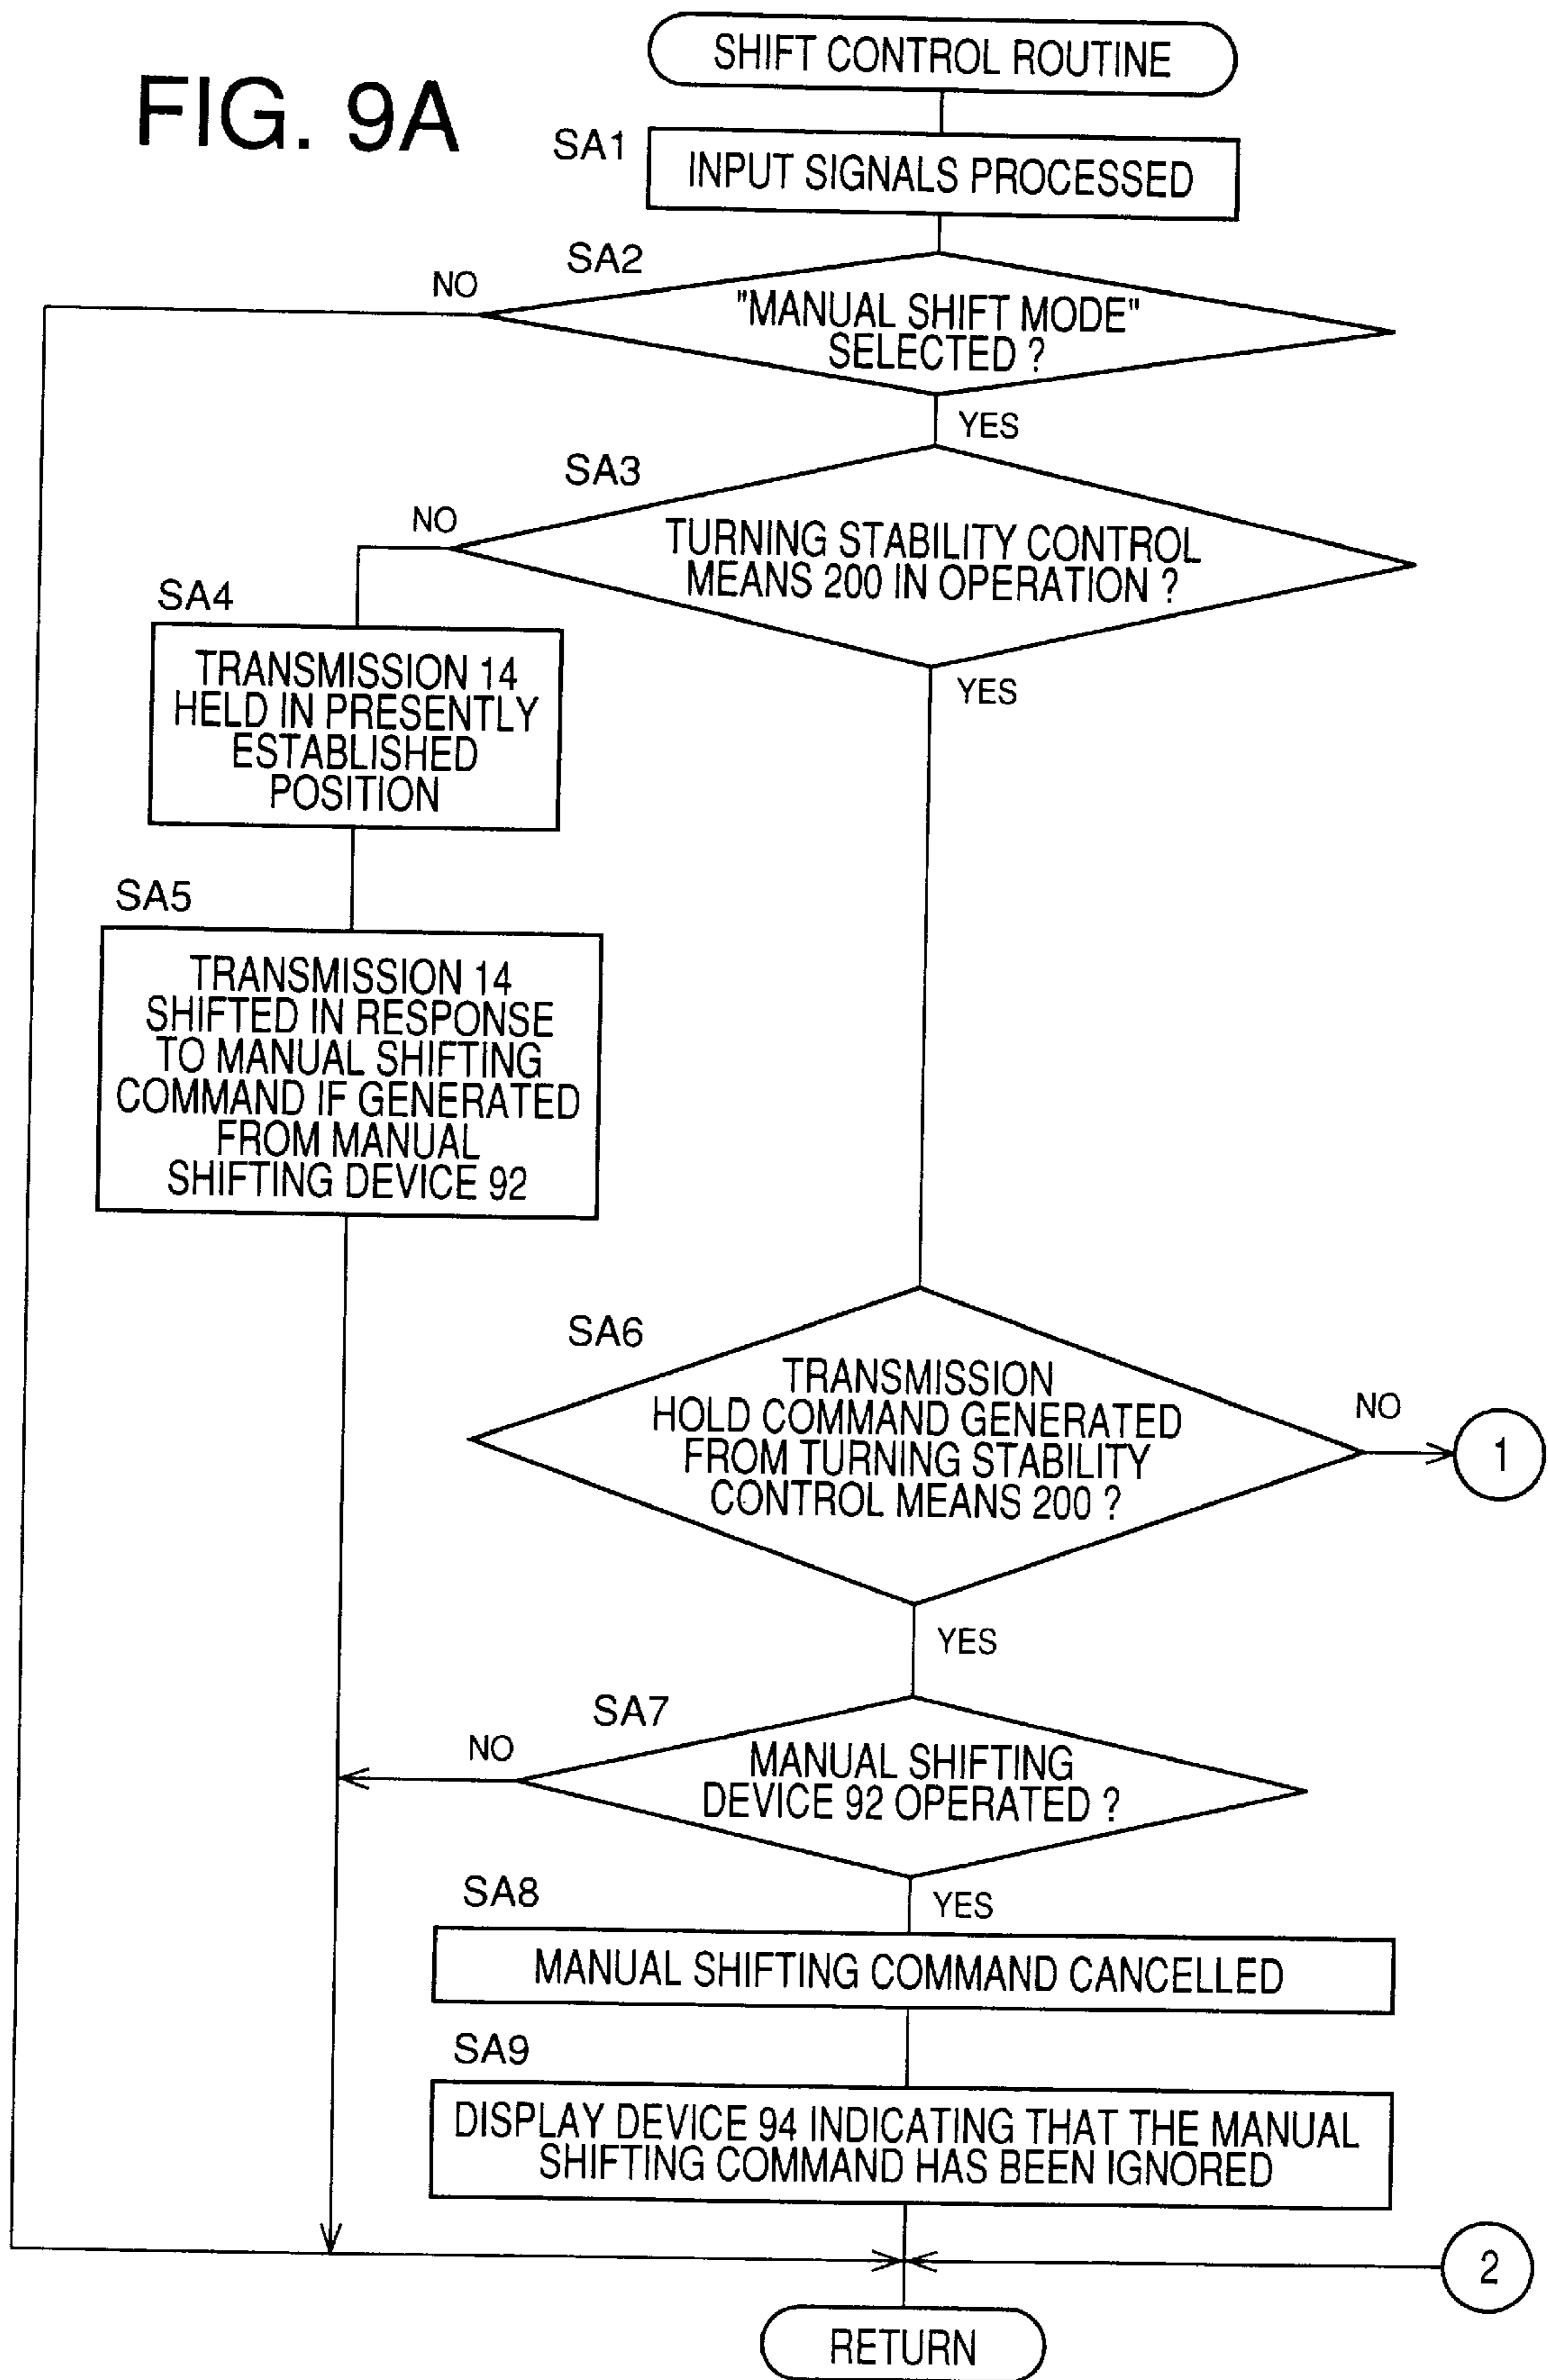 FIG. 9A
SHIFT CONTROL ROUTINE
SA1
INPUT SIGNALS PROCESSED
SA2
NO
"MANUAL SHIFT MODE"
SELECTED ?
YES
SA3
NO
TURNING STABILITY CONTROL
MEANS 200 IN OPERATION ?
YES
SA4
TRANSMISSION 14
HELD IN PRESENTLY
ESTABLISHED
POSITION
SA5
TRANSMISSION 14
SHIFTED IN RESPONSE
TO MANUAL SHIFTING
COMMAND IF GENERATED
FROM MANUAL
SHIFTING DEVICE 92
SA6
TRANSMISSION
HOLD COMMAND GENERATED
FROM TURNING STABILITY
CONTROL MEANS 200 ?
NO
1
YES
SA7
NO
MANUAL SHIFTING
DEVICE 92 OPERATED ?
YES
SA8
MANUAL SHIFTING COMMAND CANCELLED
SA9
DISPLAY DEVICE 94 INDICATING THAT THE MANUAL
SHIFTING COMMAND HAS BEEN IGNORED
2
RETURN